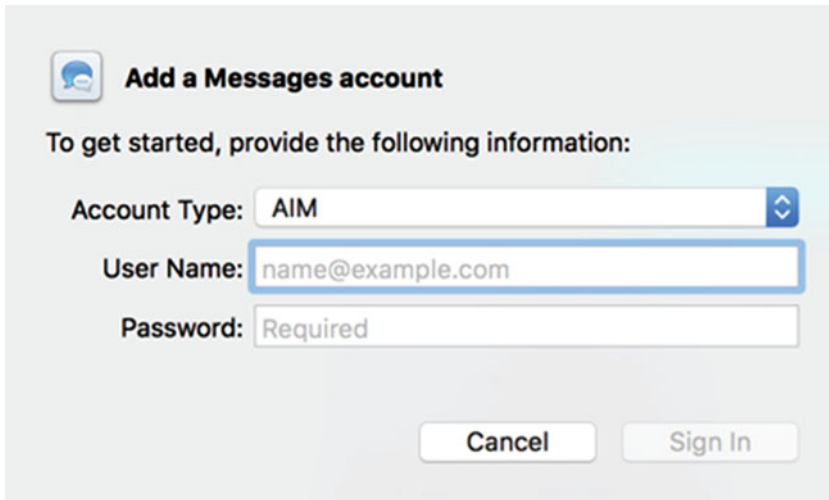 Add a Messages account
To get started, provide the following information:
Account Type: AIM
User Name: name@example.com
Password: Required
Cancel Sign In